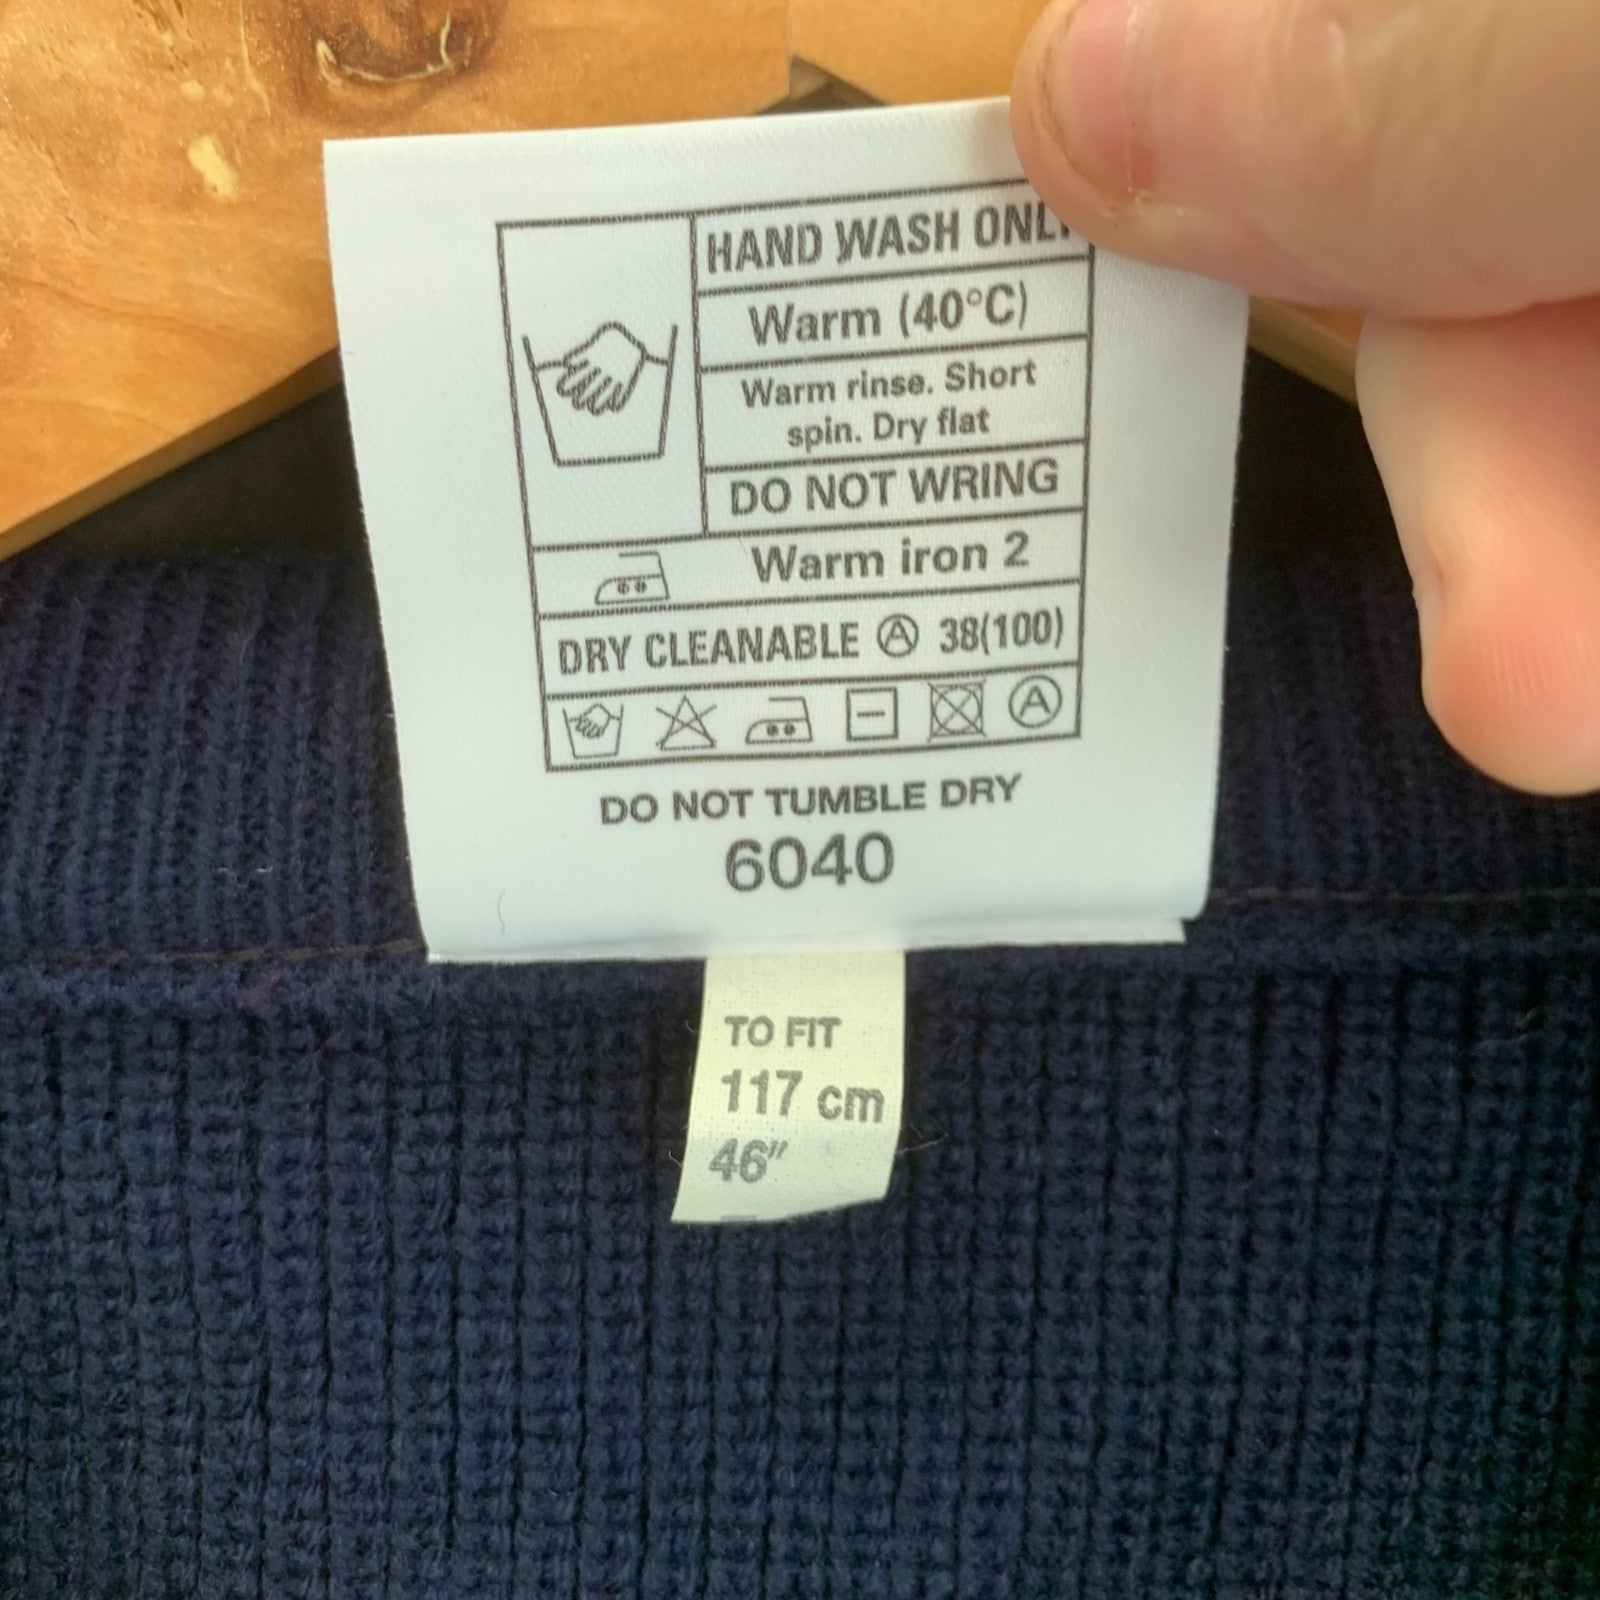 HAND WASH ONLY
Warm (40°C)
Warm rinse. Short
spin. Dry flat
DO NOT WRING
Warm iron 2
DRY CLEANABLE Ⓐ 38(100)
A
DO NOT TUMBLE DRY
6040
TO FIT
117 cm
46"